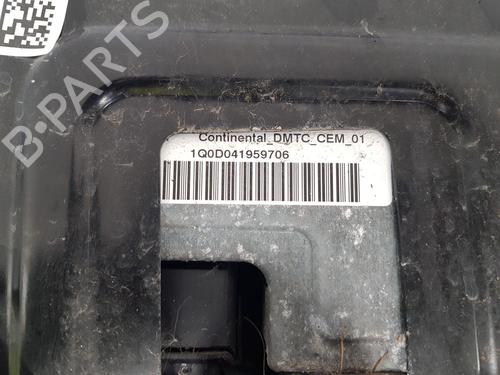 Continental_DMTC_CEM_01
1Q0D041959706
B-PARTS